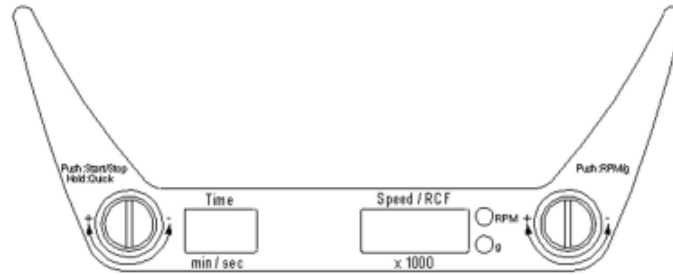 Push:Start/Stop
Hold:Quick
Push:RPM/g
Time
Speed / RCF
+
-
RPM
+
-
g
min / sec
x 1000